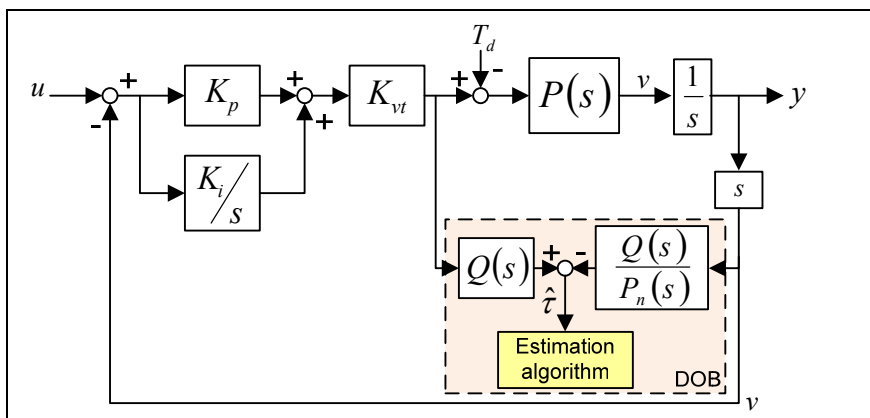 T_d
u
+
-
K_p
+
+
K_vt
+
-
P(s)
v
1/s
y
K_i/s
s
Q(s)
+
-
Q(s)/P_n(s)
τ̂
Estimation
algorithm
DOB
v